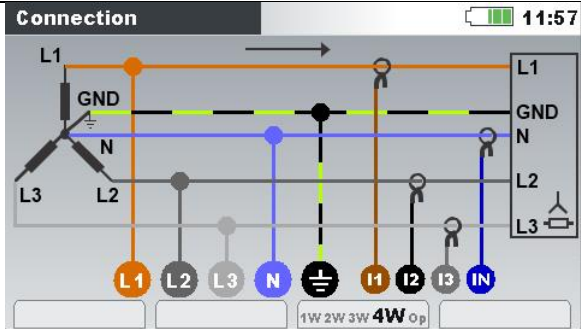 Connection 11:57
L1 L1
GND GND
N N
L3 L2 L2
L3
L1 L2 L3 N I1 I2 I3 IN
1W 2W 3W 4W Op